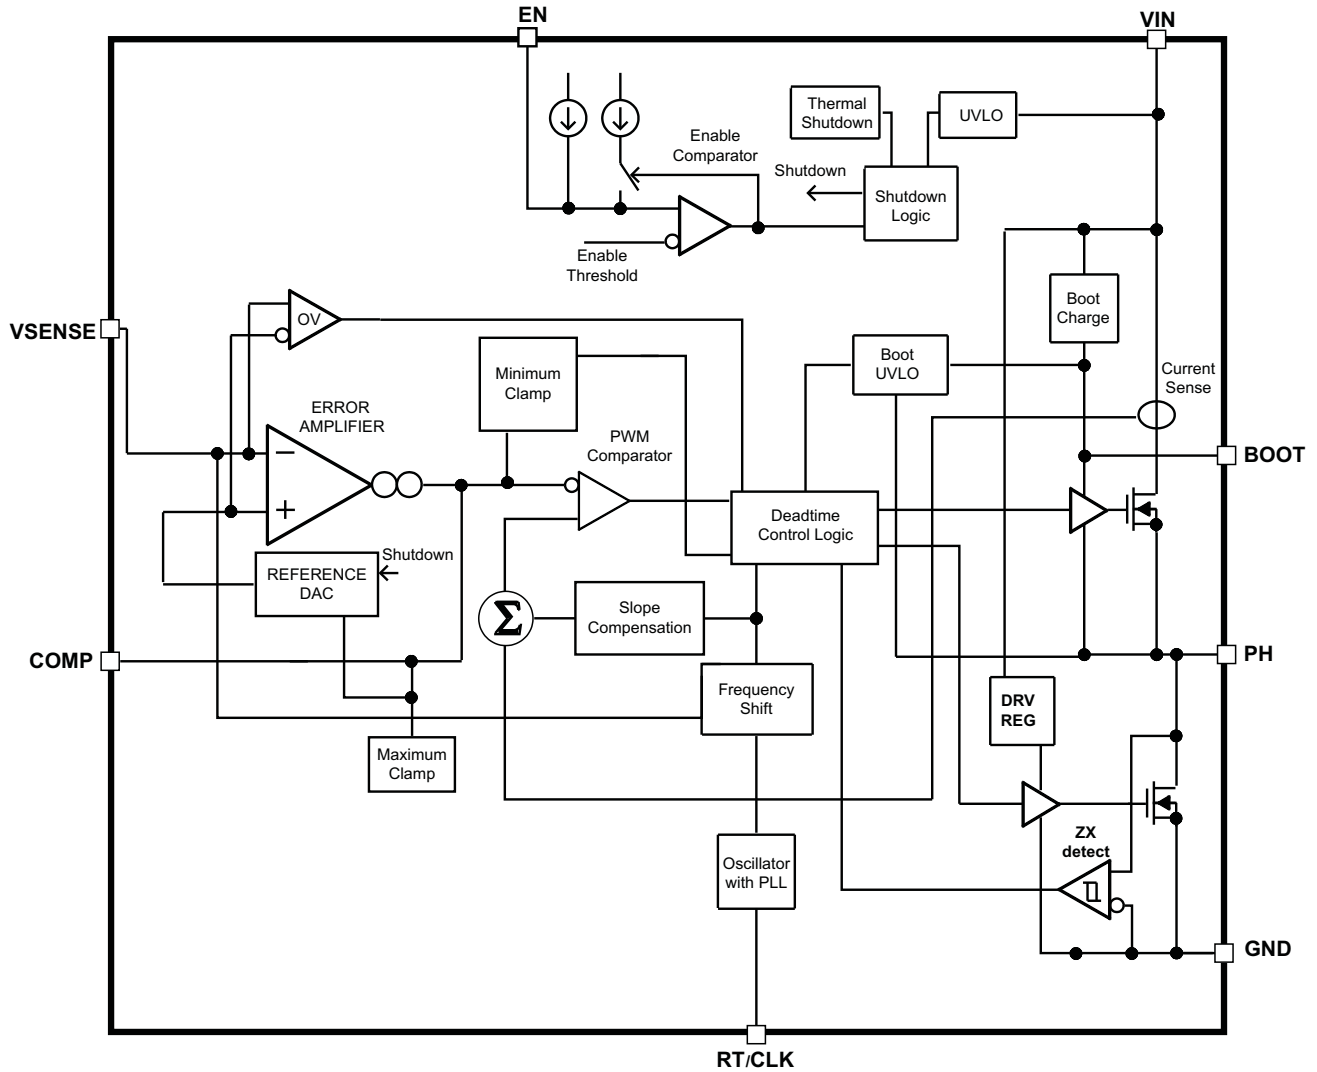 EN
VIN
Thermal
Shutdown
UVLO
Enable
Comparator
Shutdown
Shutdown
Logic
Enable
Threshold
Boot
Charge
VSENSE
OV
Minimum
Clamp
Boot
UVLO
Current
Sense
ERROR
AMPLIFIER
PWM
Comparator
BOOT
−
+
Deadtime
Control Logic
Shutdown
REFERENCE
DAC
Σ
Slope
Compensation
COMP
PH
Frequency
Shift
DRV
REG
Maximum
Clamp
ZX
detect
Oscillator
with PLL
GND
RT/CLK